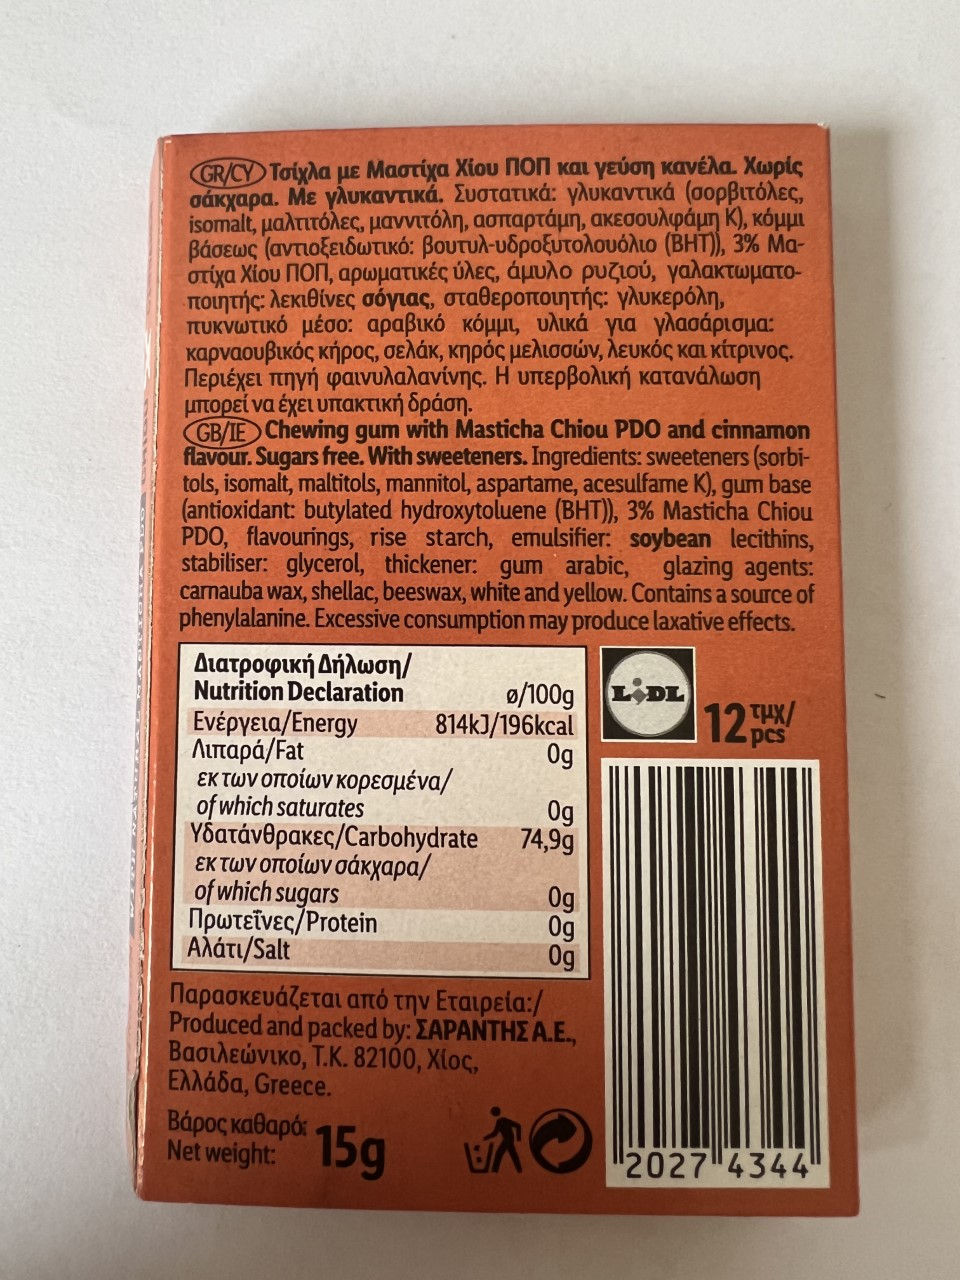 GR/CY Τσίχλα με Μαστίχα Χίου ΠΟΠ και γεύση κανέλα. Χωρίς
σάκχαρα. Με γλυκαντικά. Συστατικά: γλυκαντικά (σορβιτόλες,
isomalt, μαλτιτόλες, μαννιτόλη, ασπαρτάμη, ακεσουλφάμη Κ), κόμμι
βάσεως (αντιοξειδωτικό: βουτυλ-υδροξυτολουόλιο (BHT)), 3% Μα-
στίχα Χίου ΠΟΠ, αρωματικές ύλες, άμυλο ρυζιού, γαλακτωματο-
ποιητής: λεκιθίνες σόγιας, σταθεροποιητής: γλυκερόλη,
πυκνωτικό μέσο: αραβικό κόμμι, υλικά για γλασάρισμα:
καρναουβικός κήρος, σελάκ, κηρός μελισσών, λευκός και κίτρινος.
Περιέχει πηγή φαινυλαλανίνης. Η υπερβολική κατανάλωση
μπορεί να έχει υπακτική δράση.
GB/IE Chewing gum with Masticha Chiou PDO and cinnamon
flavour. Sugars free. With sweeteners. Ingredients: sweeteners (sorbi-
tols, isomalt, maltitols, mannitol, aspartame, acesulfame K), gum base
(antioxidant: butylated hydroxytoluene (BHT)), 3% Masticha Chiou
PDO, flavourings, rise starch, emulsifier: soybean lecithins,
stabiliser: glycerol, thickener: gum arabic, glazing agents:
carnauba wax, shellac, beeswax, white and yellow. Contains a source of
phenylalanine. Excessive consumption may produce laxative effects.
Διατροφική Δήλωση/
Nutrition Declaration ø/100g
Ενέργεια/Energy 814kJ/196kcal
Λιπαρά/Fat 0g
εκ των οποίων κορεσμένα/
of which saturates 0g
Υδατάνθρακες/Carbohydrate 74,9g
εκ των οποίων σάκχαρα/
of which sugars 0g
Πρωτεΐνες/Protein 0g
Αλάτι/Salt 0g
LIDL
12 τμχ/
pcs
Παρασκευάζεται από την Εταιρεία:/
Produced and packed by: ΣΑΡΑΝΤΗΣ Α.Ε.,
Βασιλεώνικο, Τ.Κ. 82100, Χίος,
Ελλάδα, Greece.
Βάρος καθαρό:
Net weight: 15g
2027 4344